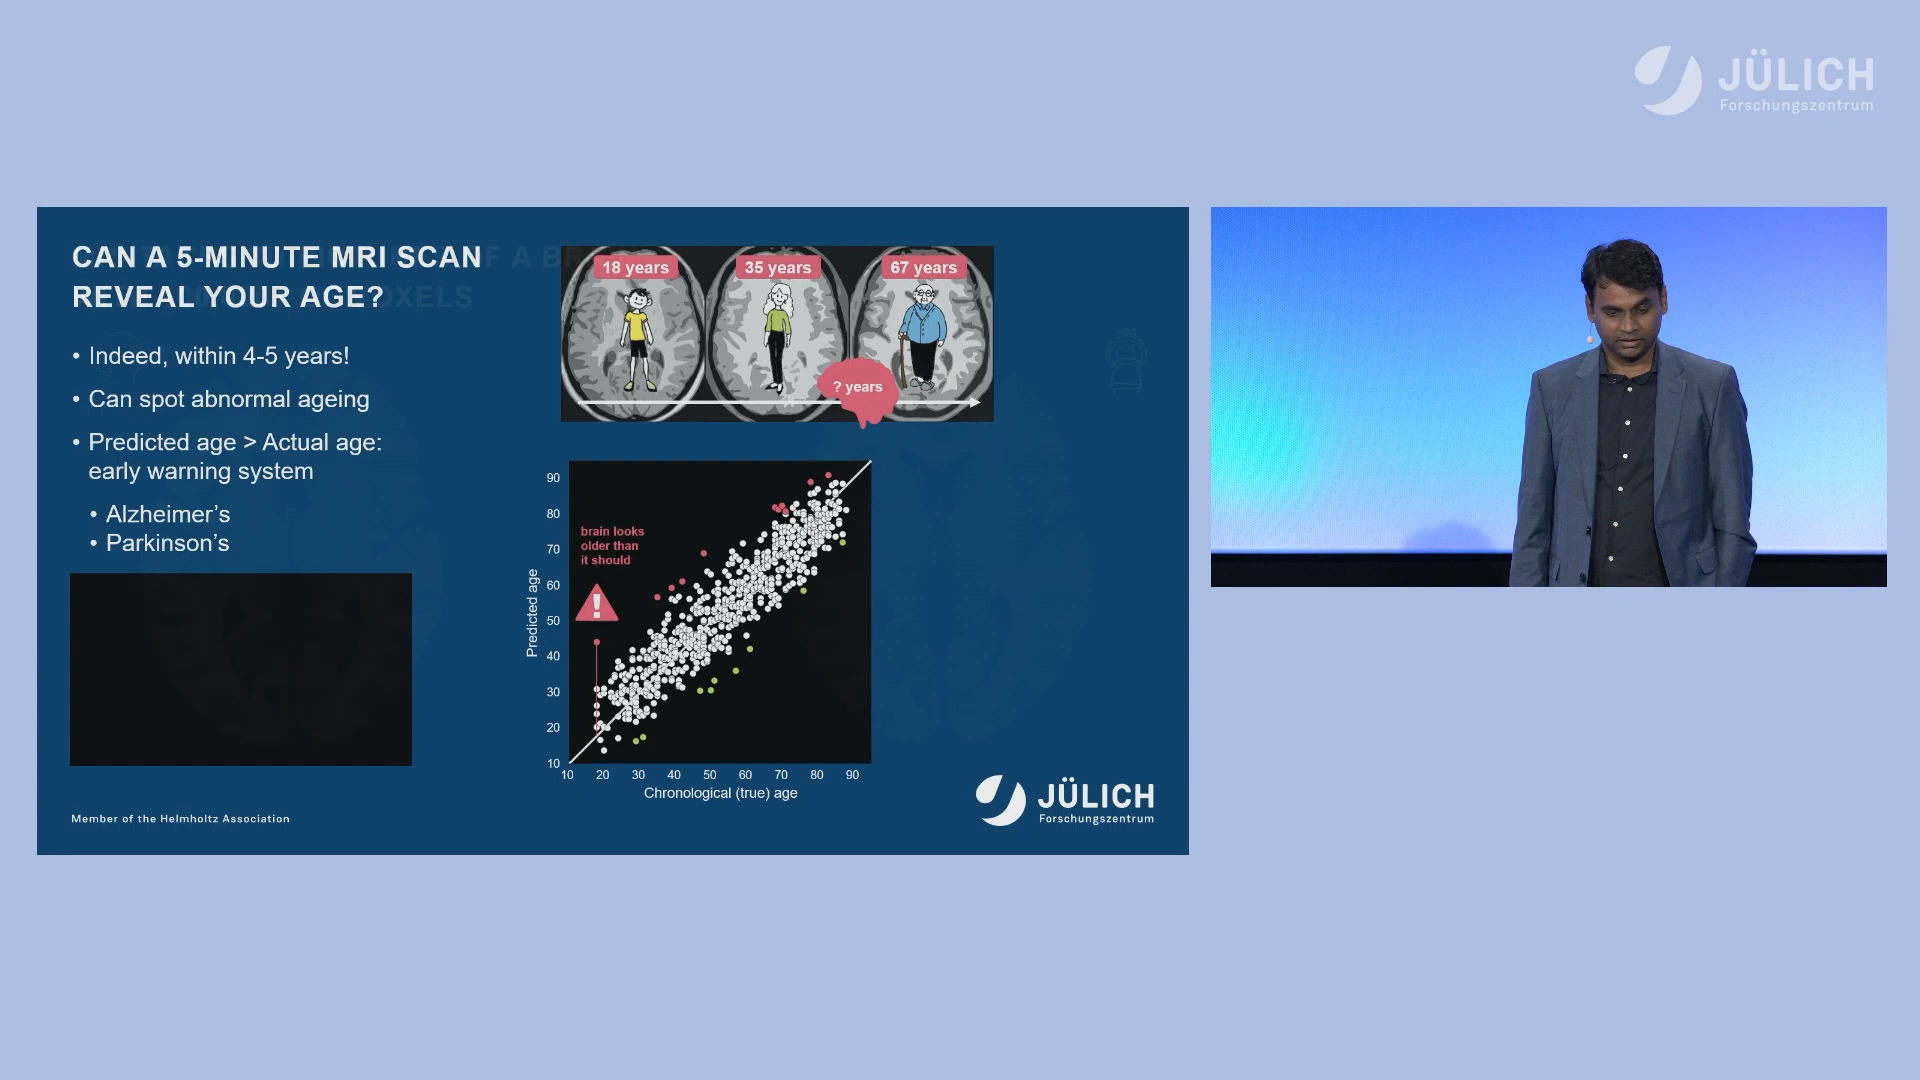 JÜLICH
Forschungszentrum
CAN A 5-MINUTE MRI SCAN
REVEAL YOUR AGE?
• Indeed, within 4-5 years!
• Can spot abnormal ageing
• Predicted age > Actual age:
early warning system
• Alzheimer's
• Parkinson's
18 years
35 years
67 years
? years
brain looks
older than
it should
!
Predicted age
90
80
70
60
50
40
30
20
10
10 20 30 40 50 60 70 80 90
Chronological (true) age
Member of the Helmholtz Association
JÜLICH
Forschungszentrum